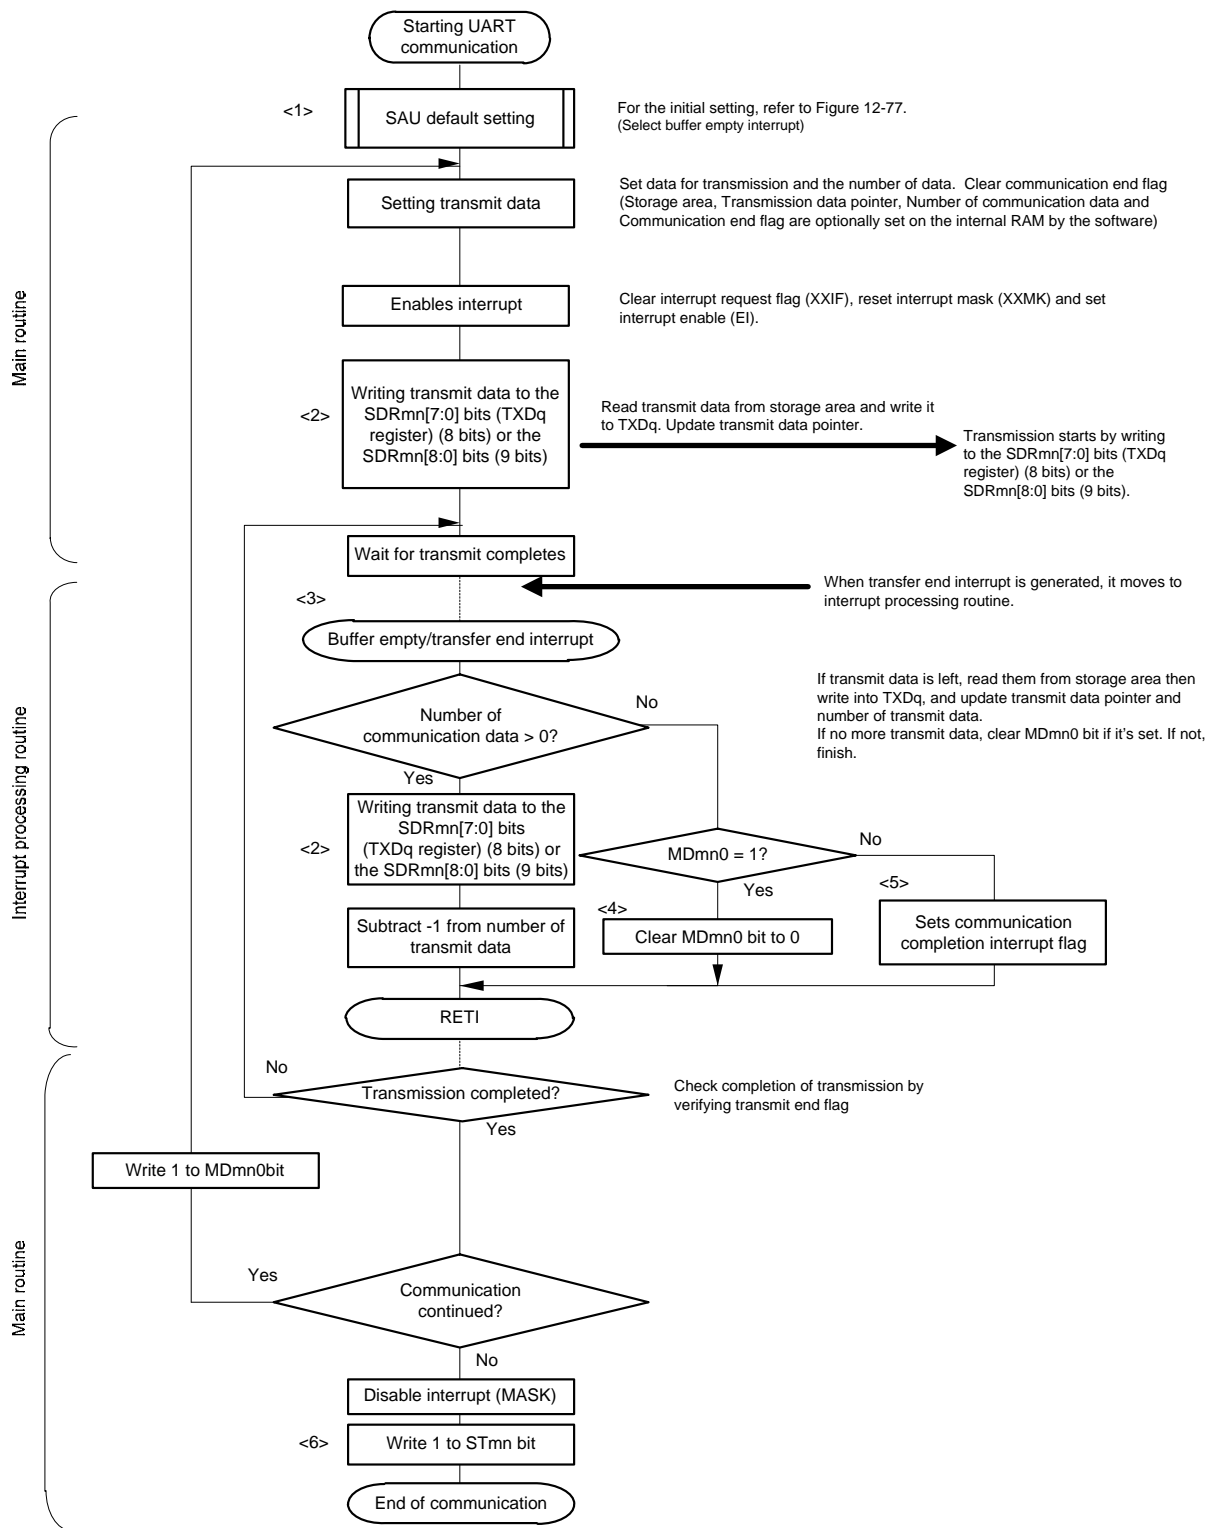 Starting UART
communication
<1>
SAU default setting
For the initial setting, refer to Figure 12-77.
(Select buffer empty interrupt)
Setting transmit data
Set data for transmission and the number of data.  Clear communication end flag
(Storage area, Transmission data pointer, Number of communication data and
Communication end flag are optionally set on the internal RAM by the software)
Main routine
Enables interrupt
Clear interrupt request flag (XXIF), reset interrupt mask (XXMK) and set
interrupt enable (EI).
<2>
Writing transmit data to the
SDRmn[7:0] bits (TXDq
register) (8 bits) or the
SDRmn[8:0] bits (9 bits)
Read transmit data from storage area and write it
to TXDq. Update transmit data pointer.
Transmission starts by writing
to the SDRmn[7:0] bits (TXDq
register) (8 bits) or the
SDRmn[8:0] bits (9 bits).
Wait for transmit completes
When transfer end interrupt is generated, it moves to
interrupt processing routine.
<3>
Buffer empty/transfer end interrupt
If transmit data is left, read them from storage area then
write into TXDq, and update transmit data pointer and
number of transmit data.
If no more transmit data, clear MDmn0 bit if it's set. If not,
finish.
Number of
communication data > 0?
No
Yes
Interrupt processing routine
<2>
Writing transmit data to the
SDRmn[7:0] bits
(TXDq register) (8 bits) or
the SDRmn[8:0] bits (9 bits)
MDmn0 = 1?
No
Yes
<5>
<4>
Subtract -1 from number of
transmit data
Clear MDmn0 bit to 0
Sets communication
completion interrupt flag
RETI
No
Transmission completed?
Yes
Check completion of transmission by
verifying transmit end flag
Write 1 to MDmn0bit
Main routine
Yes
Communication
continued?
No
Disable interrupt (MASK)
<6>
Write 1 to STmn bit
End of communication